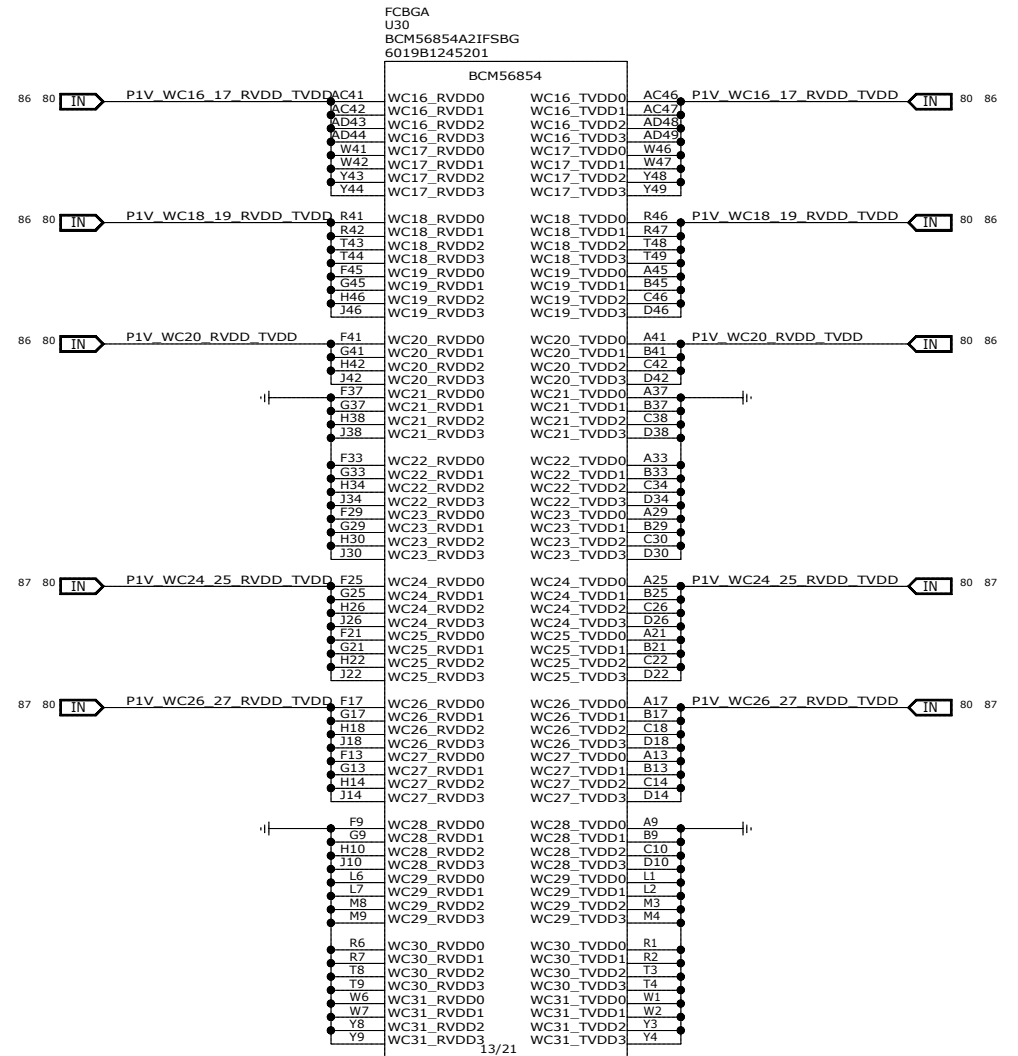 FCBGA
U30
BCM56854A2IFSBG
6019B1245201
BCM56854
86 80 IN P1V_WC16_17_RVDD_TVDD AC41 WC16_RVDD0 WC16_TVDD0 AC46 P1V_WC16_17_RVDD_TVDD IN 80 86
AC42 WC16_RVDD1 WC16_TVDD1 AC47
AD43 WC16_RVDD2 WC16_TVDD2 AD48
AD44 WC16_RVDD3 WC16_TVDD3 AD49
W41 WC17_RVDD0 WC17_TVDD0 W46
W42 WC17_RVDD1 WC17_TVDD1 W47
Y43 WC17_RVDD2 WC17_TVDD2 Y48
Y44 WC17_RVDD3 WC17_TVDD3 Y49
86 80 IN P1V_WC18_19_RVDD_TVDD R41 WC18_RVDD0 WC18_TVDD0 R46 P1V_WC18_19_RVDD_TVDD IN 80 86
R42 WC18_RVDD1 WC18_TVDD1 R47
T43 WC18_RVDD2 WC18_TVDD2 T48
T44 WC18_RVDD3 WC18_TVDD3 T49
F45 WC19_RVDD0 WC19_TVDD0 A45
G45 WC19_RVDD1 WC19_TVDD1 B45
H46 WC19_RVDD2 WC19_TVDD2 C46
J46 WC19_RVDD3 WC19_TVDD3 D46
86 80 IN P1V_WC20_RVDD_TVDD F41 WC20_RVDD0 WC20_TVDD0 A41 P1V_WC20_RVDD_TVDD IN 80 86
G41 WC20_RVDD1 WC20_TVDD1 B41
H42 WC20_RVDD2 WC20_TVDD2 C42
J42 WC20_RVDD3 WC20_TVDD3 D42
F37 WC21_RVDD0 WC21_TVDD0 A37
G37 WC21_RVDD1 WC21_TVDD1 B37
H38 WC21_RVDD2 WC21_TVDD2 C38
J38 WC21_RVDD3 WC21_TVDD3 D38
F33 WC22_RVDD0 WC22_TVDD0 A33
G33 WC22_RVDD1 WC22_TVDD1 B33
H34 WC22_RVDD2 WC22_TVDD2 C34
J34 WC22_RVDD3 WC22_TVDD3 D34
F29 WC23_RVDD0 WC23_TVDD0 A29
G29 WC23_RVDD1 WC23_TVDD1 B29
H30 WC23_RVDD2 WC23_TVDD2 C30
J30 WC23_RVDD3 WC23_TVDD3 D30
87 80 IN P1V_WC24_25_RVDD_TVDD F25 WC24_RVDD0 WC24_TVDD0 A25 P1V_WC24_25_RVDD_TVDD IN 80 87
G25 WC24_RVDD1 WC24_TVDD1 B25
H26 WC24_RVDD2 WC24_TVDD2 C26
J26 WC24_RVDD3 WC24_TVDD3 D26
F21 WC25_RVDD0 WC25_TVDD0 A21
G21 WC25_RVDD1 WC25_TVDD1 B21
H22 WC25_RVDD2 WC25_TVDD2 C22
J22 WC25_RVDD3 WC25_TVDD3 D22
87 80 IN P1V_WC26_27_RVDD_TVDD F17 WC26_RVDD0 WC26_TVDD0 A17 P1V_WC26_27_RVDD_TVDD IN 80 87
G17 WC26_RVDD1 WC26_TVDD1 B17
H18 WC26_RVDD2 WC26_TVDD2 C18
J18 WC26_RVDD3 WC26_TVDD3 D18
F13 WC27_RVDD0 WC27_TVDD0 A13
G13 WC27_RVDD1 WC27_TVDD1 B13
H14 WC27_RVDD2 WC27_TVDD2 C14
J14 WC27_RVDD3 WC27_TVDD3 D14
F9 WC28_RVDD0 WC28_TVDD0 A9
G9 WC28_RVDD1 WC28_TVDD1 B9
H10 WC28_RVDD2 WC28_TVDD2 C10
J10 WC28_RVDD3 WC28_TVDD3 D10
L6 WC29_RVDD0 WC29_TVDD0 L1
L7 WC29_RVDD1 WC29_TVDD1 L2
M8 WC29_RVDD2 WC29_TVDD2 M3
M9 WC29_RVDD3 WC29_TVDD3 M4
R6 WC30_RVDD0 WC30_TVDD0 R1
R7 WC30_RVDD1 WC30_TVDD1 R2
T8 WC30_RVDD2 WC30_TVDD2 T3
T9 WC30_RVDD3 WC30_TVDD3 T4
W6 WC31_RVDD0 WC31_TVDD0 W1
W7 WC31_RVDD1 WC31_TVDD1 W2
Y8 WC31_RVDD2 WC31_TVDD2 Y3
Y9 WC31_RVDD3 WC31_TVDD3 Y4
13/21